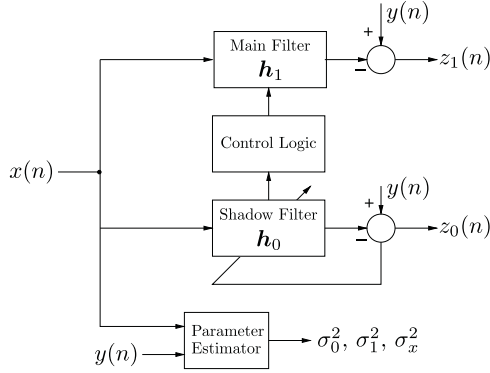 y(n)
+
Main Filter
h₁
−
z₁(n)
Control Logic
x(n)
y(n)
+
Shadow Filter
h₀
−
z₀(n)
Parameter
Estimator
y(n)
σ₀², σ₁², σₓ²